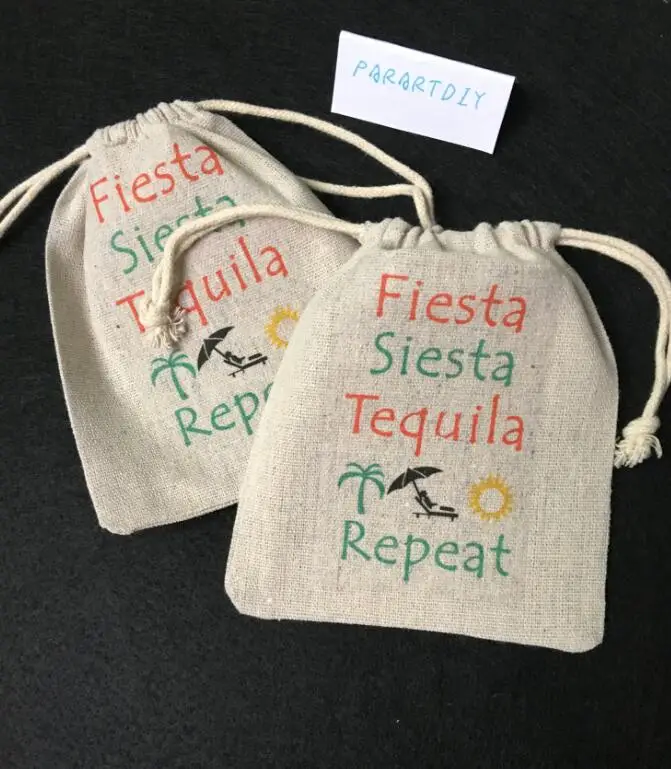 PARARTDIY
Fiesta
Siesta
Tequila
Repeat
Fiesta
Siesta
Tequila
Repeat